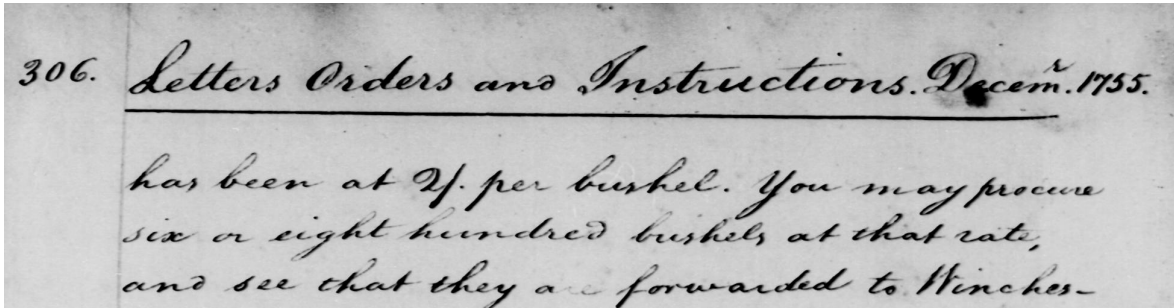 306. Letters Orders and Instructions. Decemr. 1755.
has been at 2/. per bushel. You may procure
six or eight hundred bushels at that rate,
and see that they are forwarded to Winches-